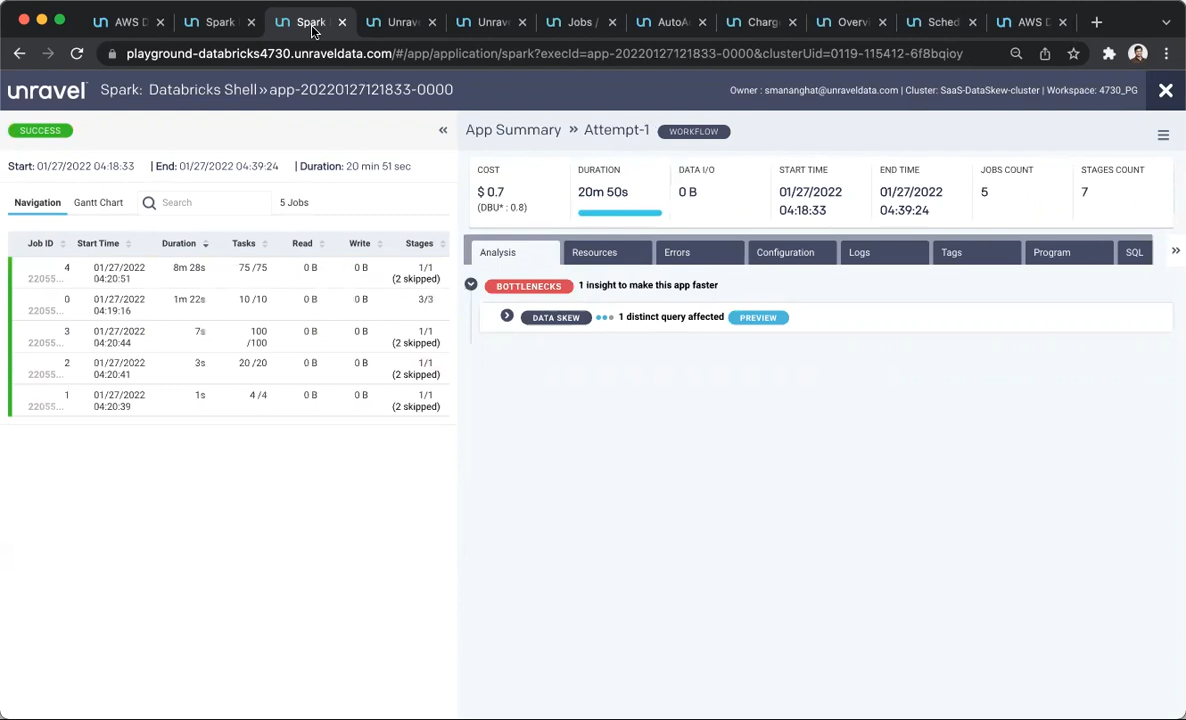 AWS D
Spark
Spark
Unrave
Unrave
Jobs /
AutoA
Charg
Overv
Sched
AWS D
playground-databricks4730.unraveldata.com/#/app/application/spark?execId=app-20220127121833-0000&clusterUid=0119-115412-6f8bqioy
unravel Spark: Databricks Shell » app-20220127121833-0000
Owner : smananghat@unraveldata.com | Cluster: SaaS-DataSkew-cluster | Workspace: 4730_PG
SUCCESS
Start: 01/27/2022 04:18:33 | End: 01/27/2022 04:39:24 | Duration: 20 min 51 sec
Navigation Gantt Chart Search 5 Jobs
Job ID Start Time Duration Tasks Read Write Stages
4 01/27/2022 8m 28s 75 /75 0 B 0 B 1/1
22055... 04:20:51 (2 skipped)
0 01/27/2022 1m 22s 10 /10 0 B 0 B 3/3
22055... 04:19:16
3 01/27/2022 7s 100 0 B 0 B 1/1
22055... 04:20:44 /100 (2 skipped)
2 01/27/2022 3s 20 /20 0 B 0 B 1/1
22055... 04:20:41 (2 skipped)
1 01/27/2022 1s 4 /4 0 B 0 B 1/1
22055... 04:20:39 (2 skipped)
App Summary » Attempt-1 WORKFLOW
COST DURATION DATA I/O START TIME END TIME JOBS COUNT STAGES COUNT
$ 0.7 20m 50s 0 B 01/27/2022 01/27/2022 5 7
(DBU* : 0.8) 04:18:33 04:39:24
Analysis Resources Errors Configuration Logs Tags Program SQL
BOTTLENECKS 1 insight to make this app faster
DATA SKEW 1 distinct query affected PREVIEW